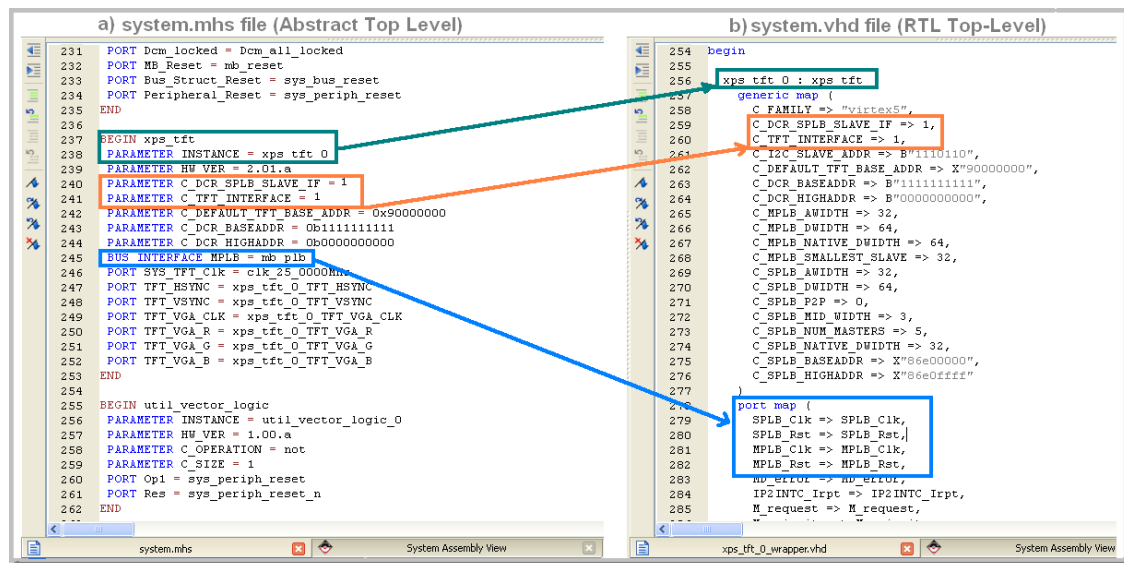 a) system.mhs file (Abstract Top Level)
231 PORT Dcm_locked = Dcm_all_locked
232 PORT MB_Reset = mb_reset
233 PORT Bus_Struct_Reset = sys_bus_reset
234 PORT Peripheral_Reset = sys_periph_reset
235 END
236
237 BEGIN xps_tft
238 PARAMETER INSTANCE = xps_tft_0
239 PARAMETER HW_VER = 2.01.a
240 PARAMETER C_DCR_SPLB_SLAVE_IF = 1
241 PARAMETER C_TFT_INTERFACE = 1
242 PARAMETER C_DEFAULT_TFT_BASE_ADDR = 0x90000000
243 PARAMETER C_DCR_BASEADDR = 0b1111111111
244 PARAMETER C_DCR_HIGHADDR = 0b0000000000
245 BUS_INTERFACE MPLB = mb_plb
246 PORT SYS_TFT_Clk = clk_25_0000MHz
247 PORT TFT_HSYNC = xps_tft_0_TFT_HSYNC
248 PORT TFT_VSYNC = xps_tft_0_TFT_VSYNC
249 PORT TFT_VGA_CLK = xps_tft_0_TFT_VGA_CLK
250 PORT TFT_VGA_R = xps_tft_0_TFT_VGA_R
251 PORT TFT_VGA_G = xps_tft_0_TFT_VGA_G
252 PORT TFT_VGA_B = xps_tft_0_TFT_VGA_B
253 END
254
255 BEGIN util_vector_logic
256 PARAMETER INSTANCE = util_vector_logic_0
257 PARAMETER HW_VER = 1.00.a
258 PARAMETER C_OPERATION = not
259 PARAMETER C_SIZE = 1
260 PORT Op1 = sys_periph_reset
261 PORT Res = sys_periph_reset_n
262 END
system.mhs
System Assembly View
b) system.vhd file (RTL Top-Level)
254 begin
255
256 xps_tft_0 : xps_tft
257 generic map (
258 C_FAMILY => "virtex5",
259 C_DCR_SPLB_SLAVE_IF => 1,
260 C_TFT_INTERFACE => 1,
261 C_I2C_SLAVE_ADDR => B"1110110",
262 C_DEFAULT_TFT_BASE_ADDR => X"90000000",
263 C_DCR_BASEADDR => B"1111111111",
264 C_DCR_HIGHADDR => B"0000000000",
265 C_MPLB_AWIDTH => 32,
266 C_MPLB_DWIDTH => 64,
267 C_MPLB_NATIVE_DWIDTH => 64,
268 C_MPLB_SMALLEST_SLAVE => 32,
269 C_SPLB_AWIDTH => 32,
270 C_SPLB_DWIDTH => 64,
271 C_SPLB_P2P => 0,
272 C_SPLB_MID_WIDTH => 3,
273 C_SPLB_NUM_MASTERS => 5,
274 C_SPLB_NATIVE_DWIDTH => 32,
275 C_SPLB_BASEADDR => X"86e00000",
276 C_SPLB_HIGHADDR => X"86e0ffff"
277 )
278 port map (
279 SPLB_Clk => SPLB_Clk,
280 SPLB_Rst => SPLB_Rst,
281 MPLB_Clk => MPLB_Clk,
282 MPLB_Rst => MPLB_Rst,
283 MD_error => MD_error,
284 IP2INTC_Irpt => IP2INTC_Irpt,
285 M_request => M_request,
xps_tft_0_wrapper.vhd
System Assembly View